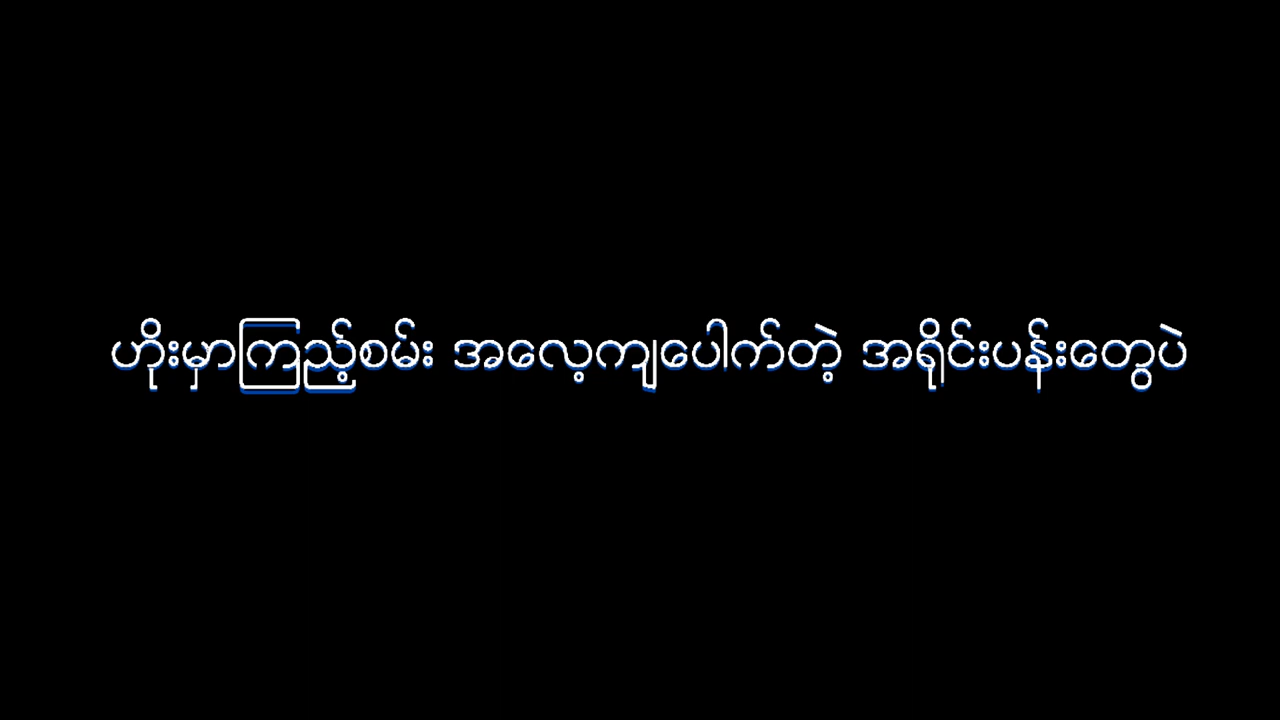 ဟိုးမှာကြည့်စမ်း အလေ့ကျပေါက်တဲ့ အရိုင်းပန်းတွေပဲ